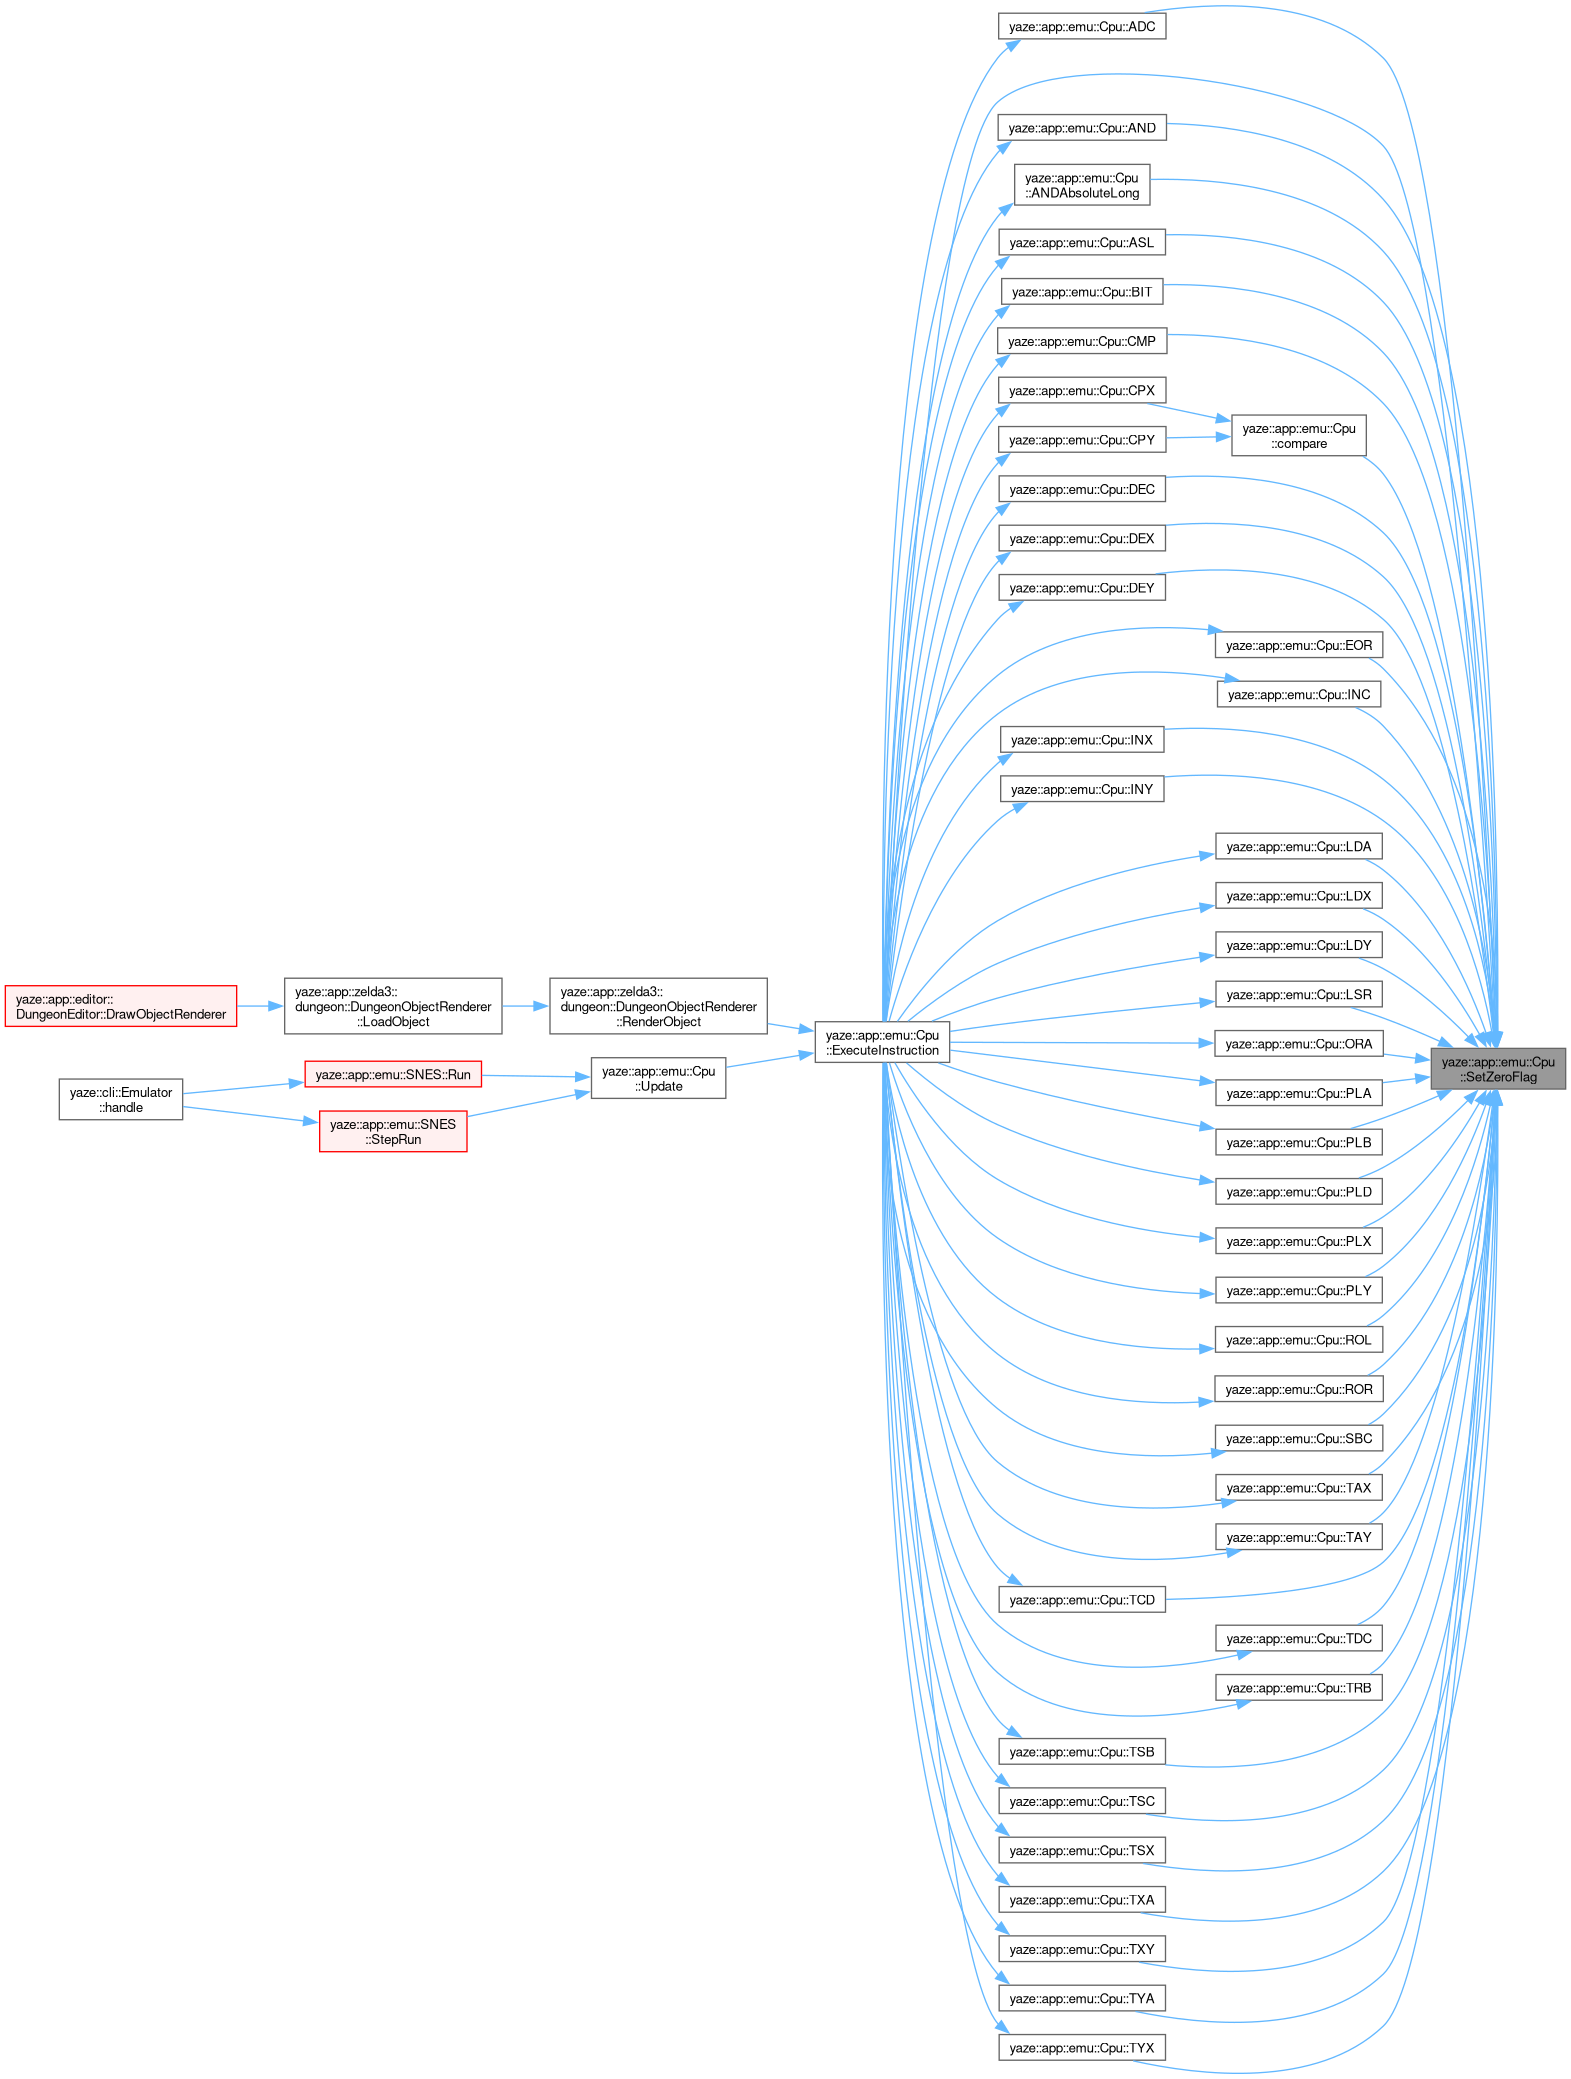 yaze::app::emu::Cpu::ADC
yaze::app::emu::Cpu::AND
yaze::app::emu::Cpu
::ANDAbsoluteLong
yaze::app::emu::Cpu::ASL
yaze::app::emu::Cpu::BIT
yaze::app::emu::Cpu::CMP
yaze::app::emu::Cpu::CPX
yaze::app::emu::Cpu
::compare
yaze::app::emu::Cpu::CPY
yaze::app::emu::Cpu::DEC
yaze::app::emu::Cpu::DEX
yaze::app::emu::Cpu::DEY
yaze::app::emu::Cpu::EOR
yaze::app::emu::Cpu::INC
yaze::app::emu::Cpu::INX
yaze::app::emu::Cpu::INY
yaze::app::emu::Cpu::LDA
yaze::app::emu::Cpu::LDX
yaze::app::emu::Cpu::LDY
yaze::app::emu::Cpu::LSR
yaze::app::editor::
DungeonEditor::DrawObjectRenderer
yaze::app::zelda3::
dungeon::DungeonObjectRenderer
::LoadObject
yaze::app::zelda3::
dungeon::DungeonObjectRenderer
::RenderObject
yaze::app::emu::Cpu
::ExecuteInstruction
yaze::app::emu::Cpu::ORA
yaze::app::emu::Cpu
::SetZeroFlag
yaze::cli::Emulator
::handle
yaze::app::emu::SNES::Run
yaze::app::emu::SNES
::StepRun
yaze::app::emu::Cpu
::Update
yaze::app::emu::Cpu::PLA
yaze::app::emu::Cpu::PLB
yaze::app::emu::Cpu::PLD
yaze::app::emu::Cpu::PLX
yaze::app::emu::Cpu::PLY
yaze::app::emu::Cpu::ROL
yaze::app::emu::Cpu::ROR
yaze::app::emu::Cpu::SBC
yaze::app::emu::Cpu::TAX
yaze::app::emu::Cpu::TAY
yaze::app::emu::Cpu::TCD
yaze::app::emu::Cpu::TDC
yaze::app::emu::Cpu::TRB
yaze::app::emu::Cpu::TSB
yaze::app::emu::Cpu::TSC
yaze::app::emu::Cpu::TSX
yaze::app::emu::Cpu::TXA
yaze::app::emu::Cpu::TXY
yaze::app::emu::Cpu::TYA
yaze::app::emu::Cpu::TYX